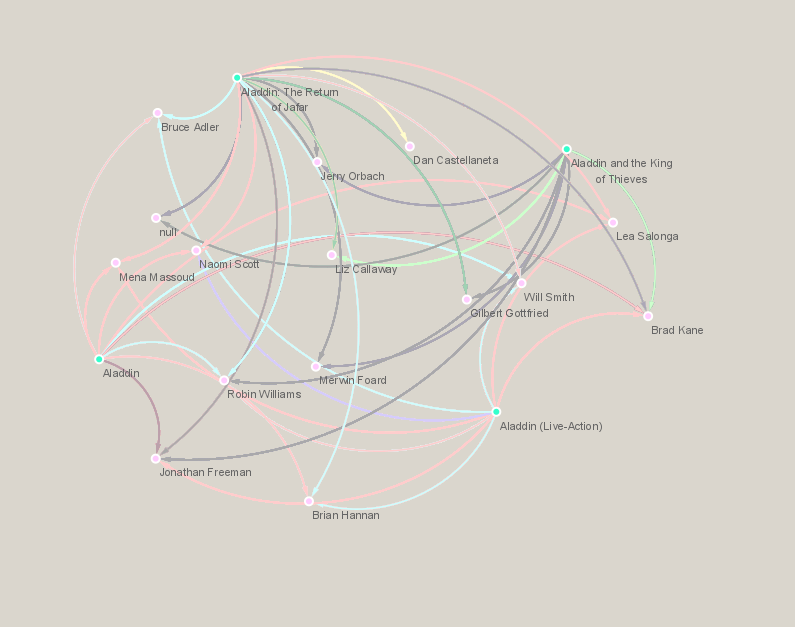 Aladdin: The Return
of Jafar
Bruce Adler
Dan Castellaneta
Aladdin and the King
of Thieves
Jerry Orbach
null
Lea Salonga
Naomi Scott
Liz Callaway
Mena Massoud
Will Smith
Gilbert Gottfried
Brad Kane
Aladdin
Merwin Foard
Robin Williams
Aladdin (Live-Action)
Jonathan Freeman
Brian Hannan